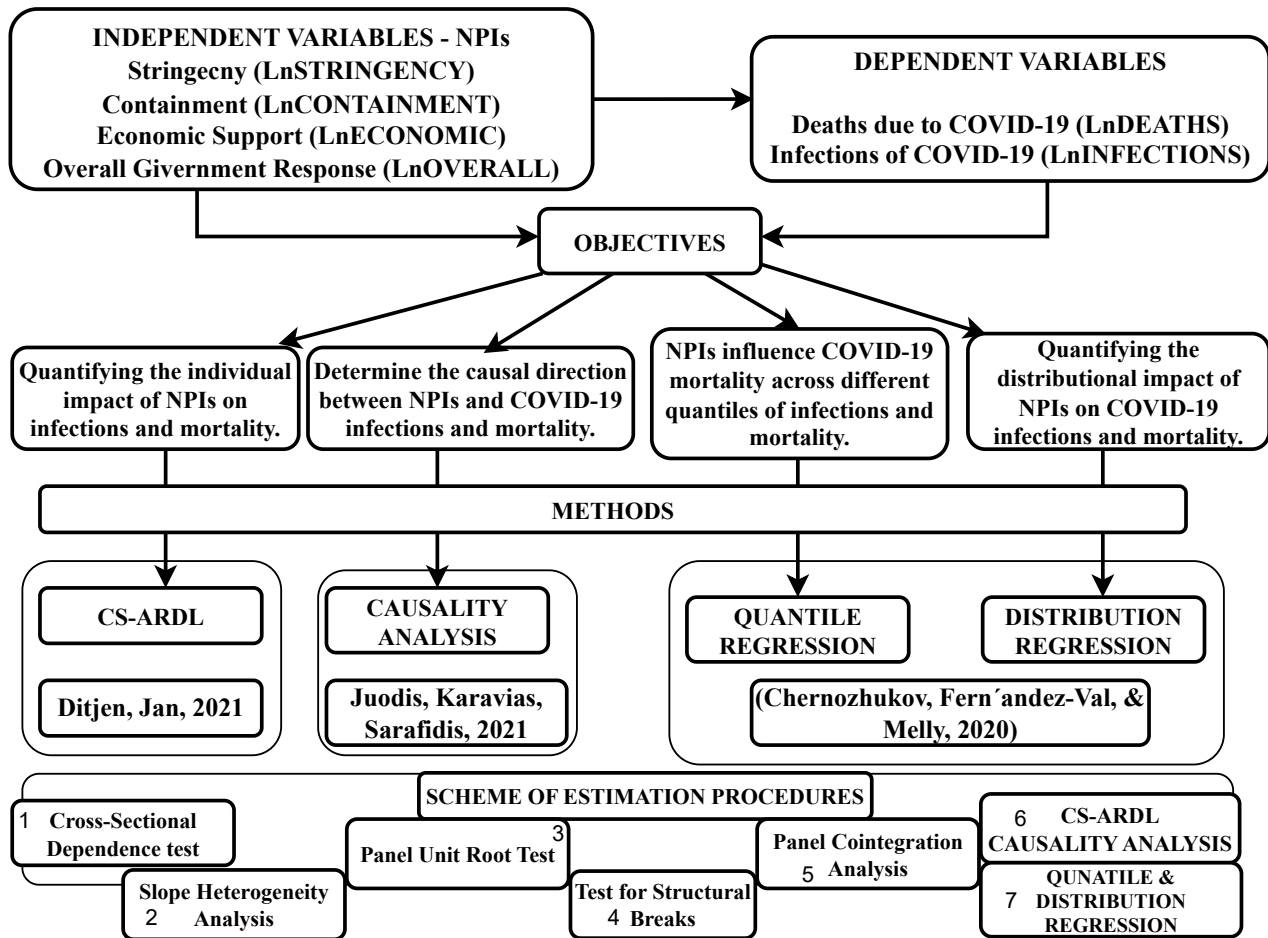 INDEPENDENT VARIABLES - NPIs
Stringecny (LnSTRINGENCY)
Containment (LnCONTAINMENT)
Economic Support (LnECONOMIC)
Overall Givernment Response (LnOVERALL)
DEPENDENT VARIABLES
Deaths due to COVID-19 (LnDEATHS)
Infections of COVID-19 (LnINFECTIONS)
OBJECTIVES
Quantifying the individual
impact of NPIs on
infections and mortality.
Determine the causal direction
between NPIs and COVID-19
infections and mortality.
NPIs influence COVID-19
mortality across different
quantiles of infections and
mortality.
Quantifying the
distributional impact of
NPIs on COVID-19
infections and mortality.
METHODS
CS-ARDL
Ditjen, Jan, 2021
CAUSALITY
ANALYSIS
Juodis, Karavias,
Sarafidis, 2021
QUANTILE
REGRESSION
DISTRIBUTION
REGRESSION
(Chernozhukov, Fern´andez-Val, &
Melly, 2020)
SCHEME OF ESTIMATION PROCEDURES
1 Cross-Sectional
Dependence test
Slope Heterogeneity
2 Analysis
3
Panel Unit Root Test
Test for Structural
4 Breaks
Panel Cointegration
5 Analysis
6 CS-ARDL
CAUSALITY ANALYSIS
QUNATILE &
7 DISTRIBUTION
REGRESSION